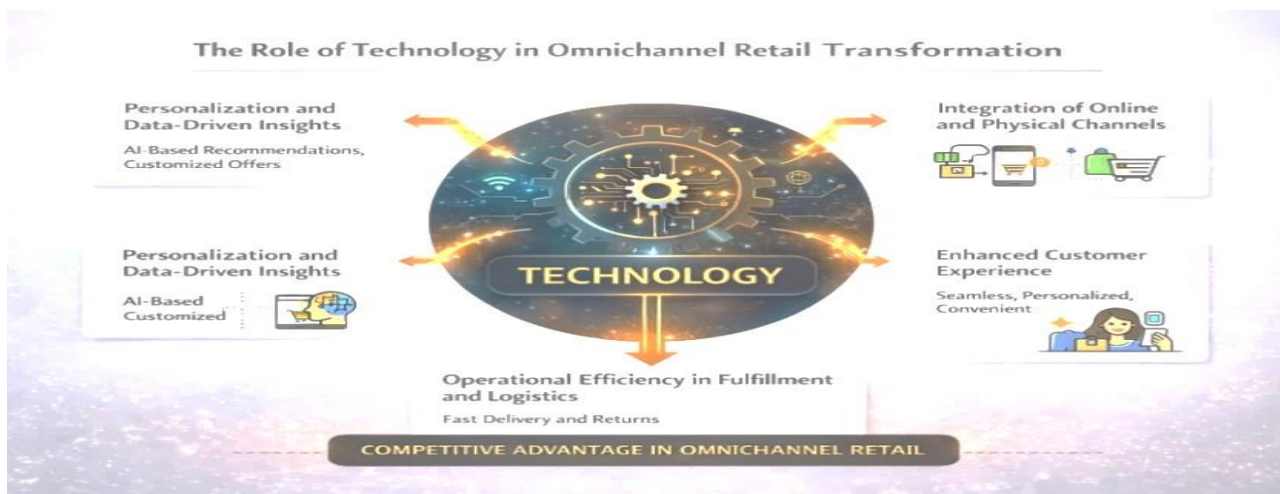 The Role of Technology in Omnichannel Retail Transformation
Personalization and
Data-Driven Insights
AI-Based Recommendations,
Customized Offers
Integration of Online
and Physical Channels
Personalization and
Data-Driven Insights
AI-Based
Customized
TECHNOLOGY
Enhanced Customer
Experience
Seamless, Personalized,
Convenient
Operational Efficiency in Fulfillment
and Logistics
Fast Delivery and Returns
COMPETITIVE ADVANTAGE IN OMNICHANNEL RETAIL